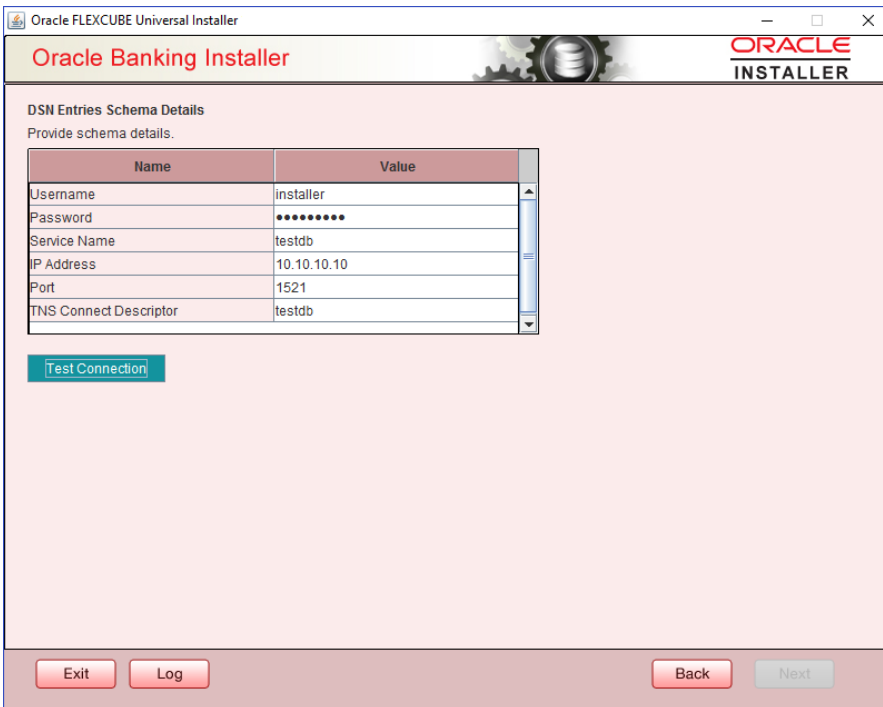 Oracle FLEXCUBE Universal Installer
Oracle Banking Installer
ORACLE
INSTALLER
DSN Entries Schema Details
Provide schema details.
Name Value
Username installer
Password •••••••••
Service Name testdb
IP Address 10.10.10.10
Port 1521
TNS Connect Descriptor testdb
Test Connection
Exit Log Back Next